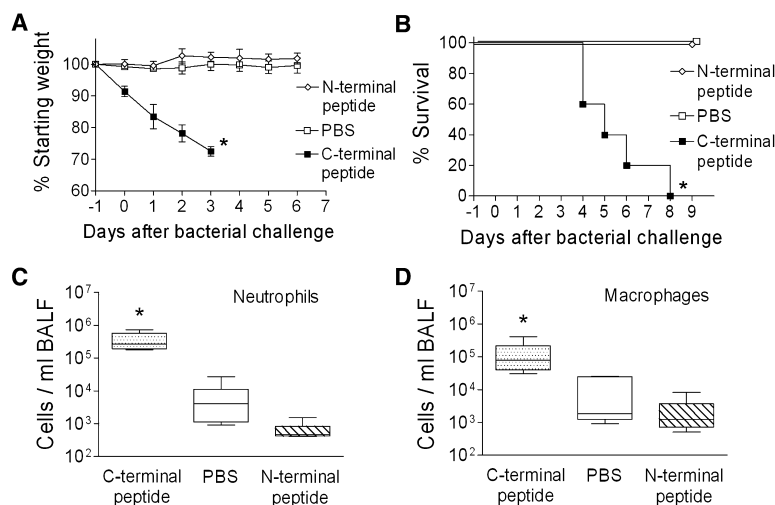 A
% Starting weight
100
90
80
70
60
-1 0 1 2 3 4 5 6 7
Days after bacterial challenge
*
N-terminal
peptide
PBS
C-terminal
peptide
B
% Survival
100
80
60
40
20
0
-1 0 1 2 3 4 5 6 7 8 9
Days after bacterial challenge
*
N-terminal
peptide
PBS
C-terminal
peptide
C
Cells / ml BALF
10⁷
10⁶
10⁵
10⁴
10³
10²
Neutrophils
*
C-terminal
peptide
PBS
N-terminal
peptide
D
Cells / ml BALF
10⁷
10⁶
10⁵
10⁴
10³
10²
Macrophages
*
C-terminal
peptide
PBS
N-terminal
peptide